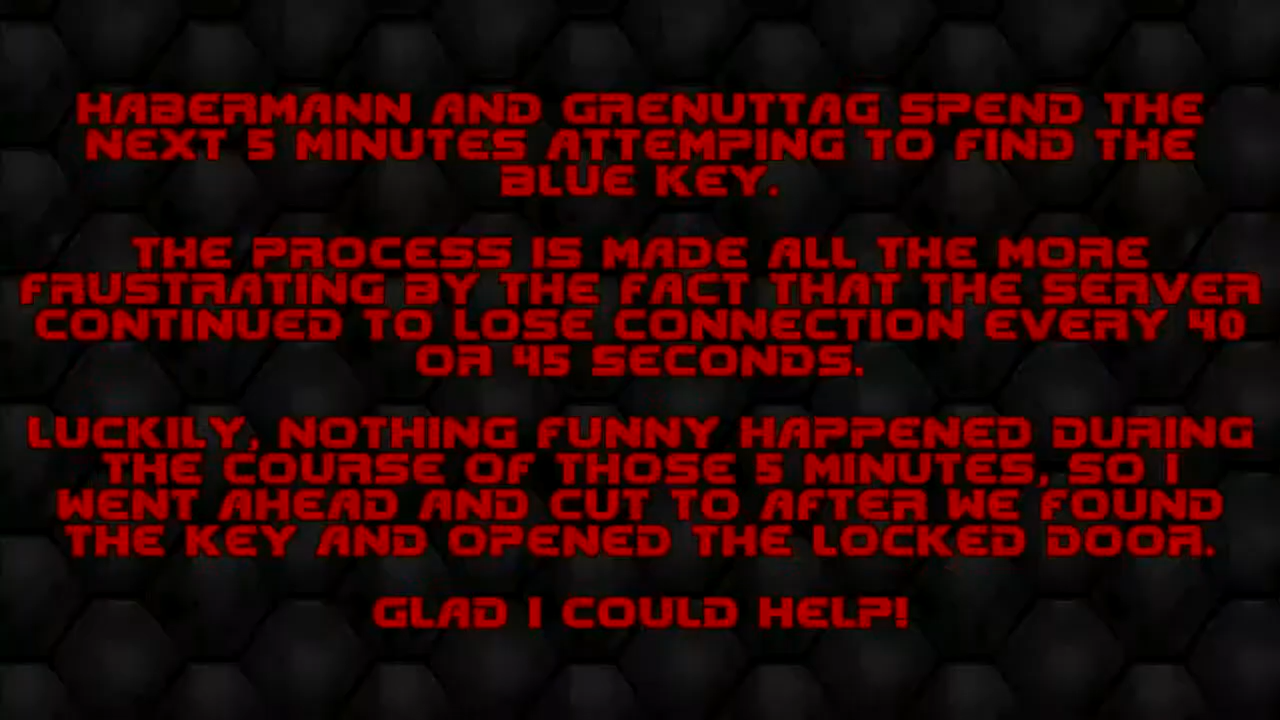 HABERMANN AND GRENUTTAG SPEND THE
NEXT 5 MINUTES ATTEMPING TO FIND THE
BLUE KEY.
THE PROCESS IS MADE ALL THE MORE
FRUSTRATING BY THE FACT THAT THE SERVER
CONTINUED TO LOSE CONNECTION EVERY 40
OR 45 SECONDS.
LUCKILY, NOTHING FUNNY HAPPENED DURING
THE COURSE OF THOSE 5 MINUTES, SO I
WENT AHEAD AND CUT TO AFTER WE FOUND
THE KEY AND OPENED THE LOCKED DOOR.
GLAD I COULD HELP!